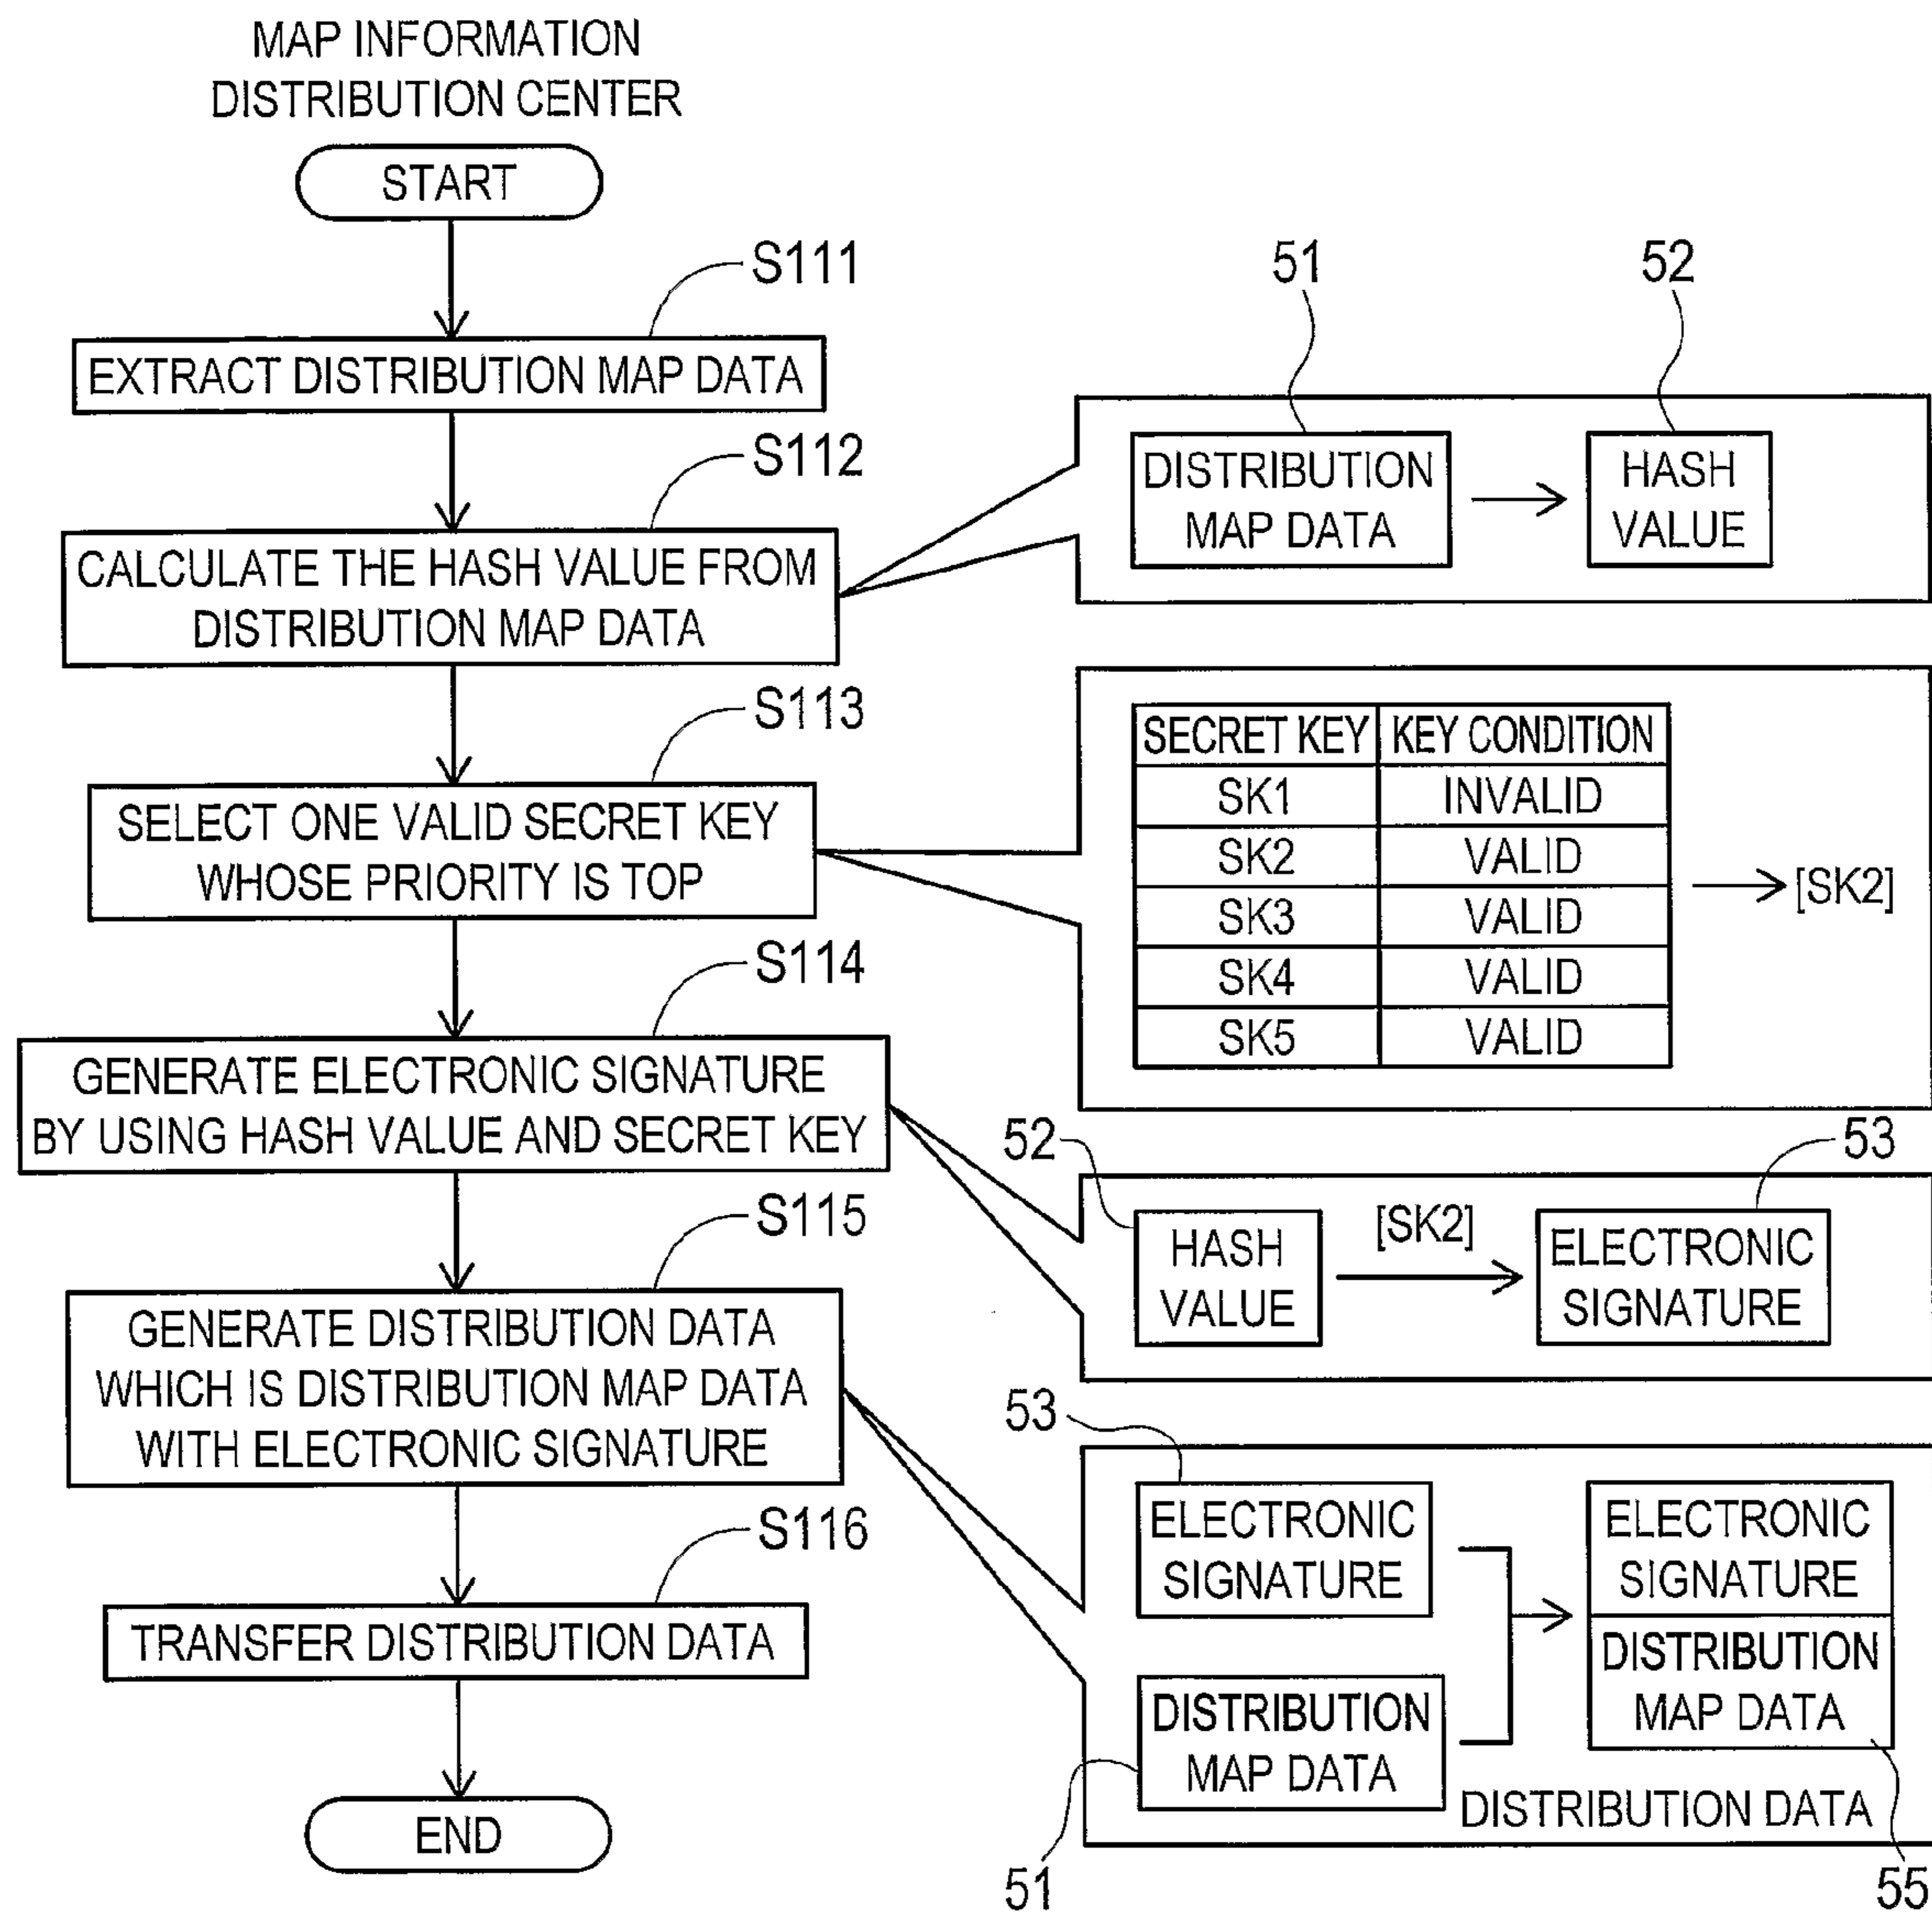 MAP INFORMATION
DISTRIBUTION CENTER
START
S111
EXTRACT DISTRIBUTION MAP DATA
S112
CALCULATE THE HASH VALUE FROM
DISTRIBUTION MAP DATA
51
52
DISTRIBUTION
MAP DATA
HASH
VALUE
S113
SELECT ONE VALID SECRET KEY
WHOSE PRIORITY IS TOP
SECRET KEY KEY CONDITION
SK1 INVALID
SK2 VALID
SK3 VALID
SK4 VALID
SK5 VALID
[SK2]
S114
GENERATE ELECTRONIC SIGNATURE
BY USING HASH VALUE AND SECRET KEY
52
53
HASH
VALUE
[SK2]
ELECTRONIC
SIGNATURE
S115
GENERATE DISTRIBUTION DATA
WHICH IS DISTRIBUTION MAP DATA
WITH ELECTRONIC SIGNATURE
53
ELECTRONIC
SIGNATURE
DISTRIBUTION
MAP DATA
51
ELECTRONIC
SIGNATURE
DISTRIBUTION
MAP DATA
DISTRIBUTION DATA
55
S116
TRANSFER DISTRIBUTION DATA
END